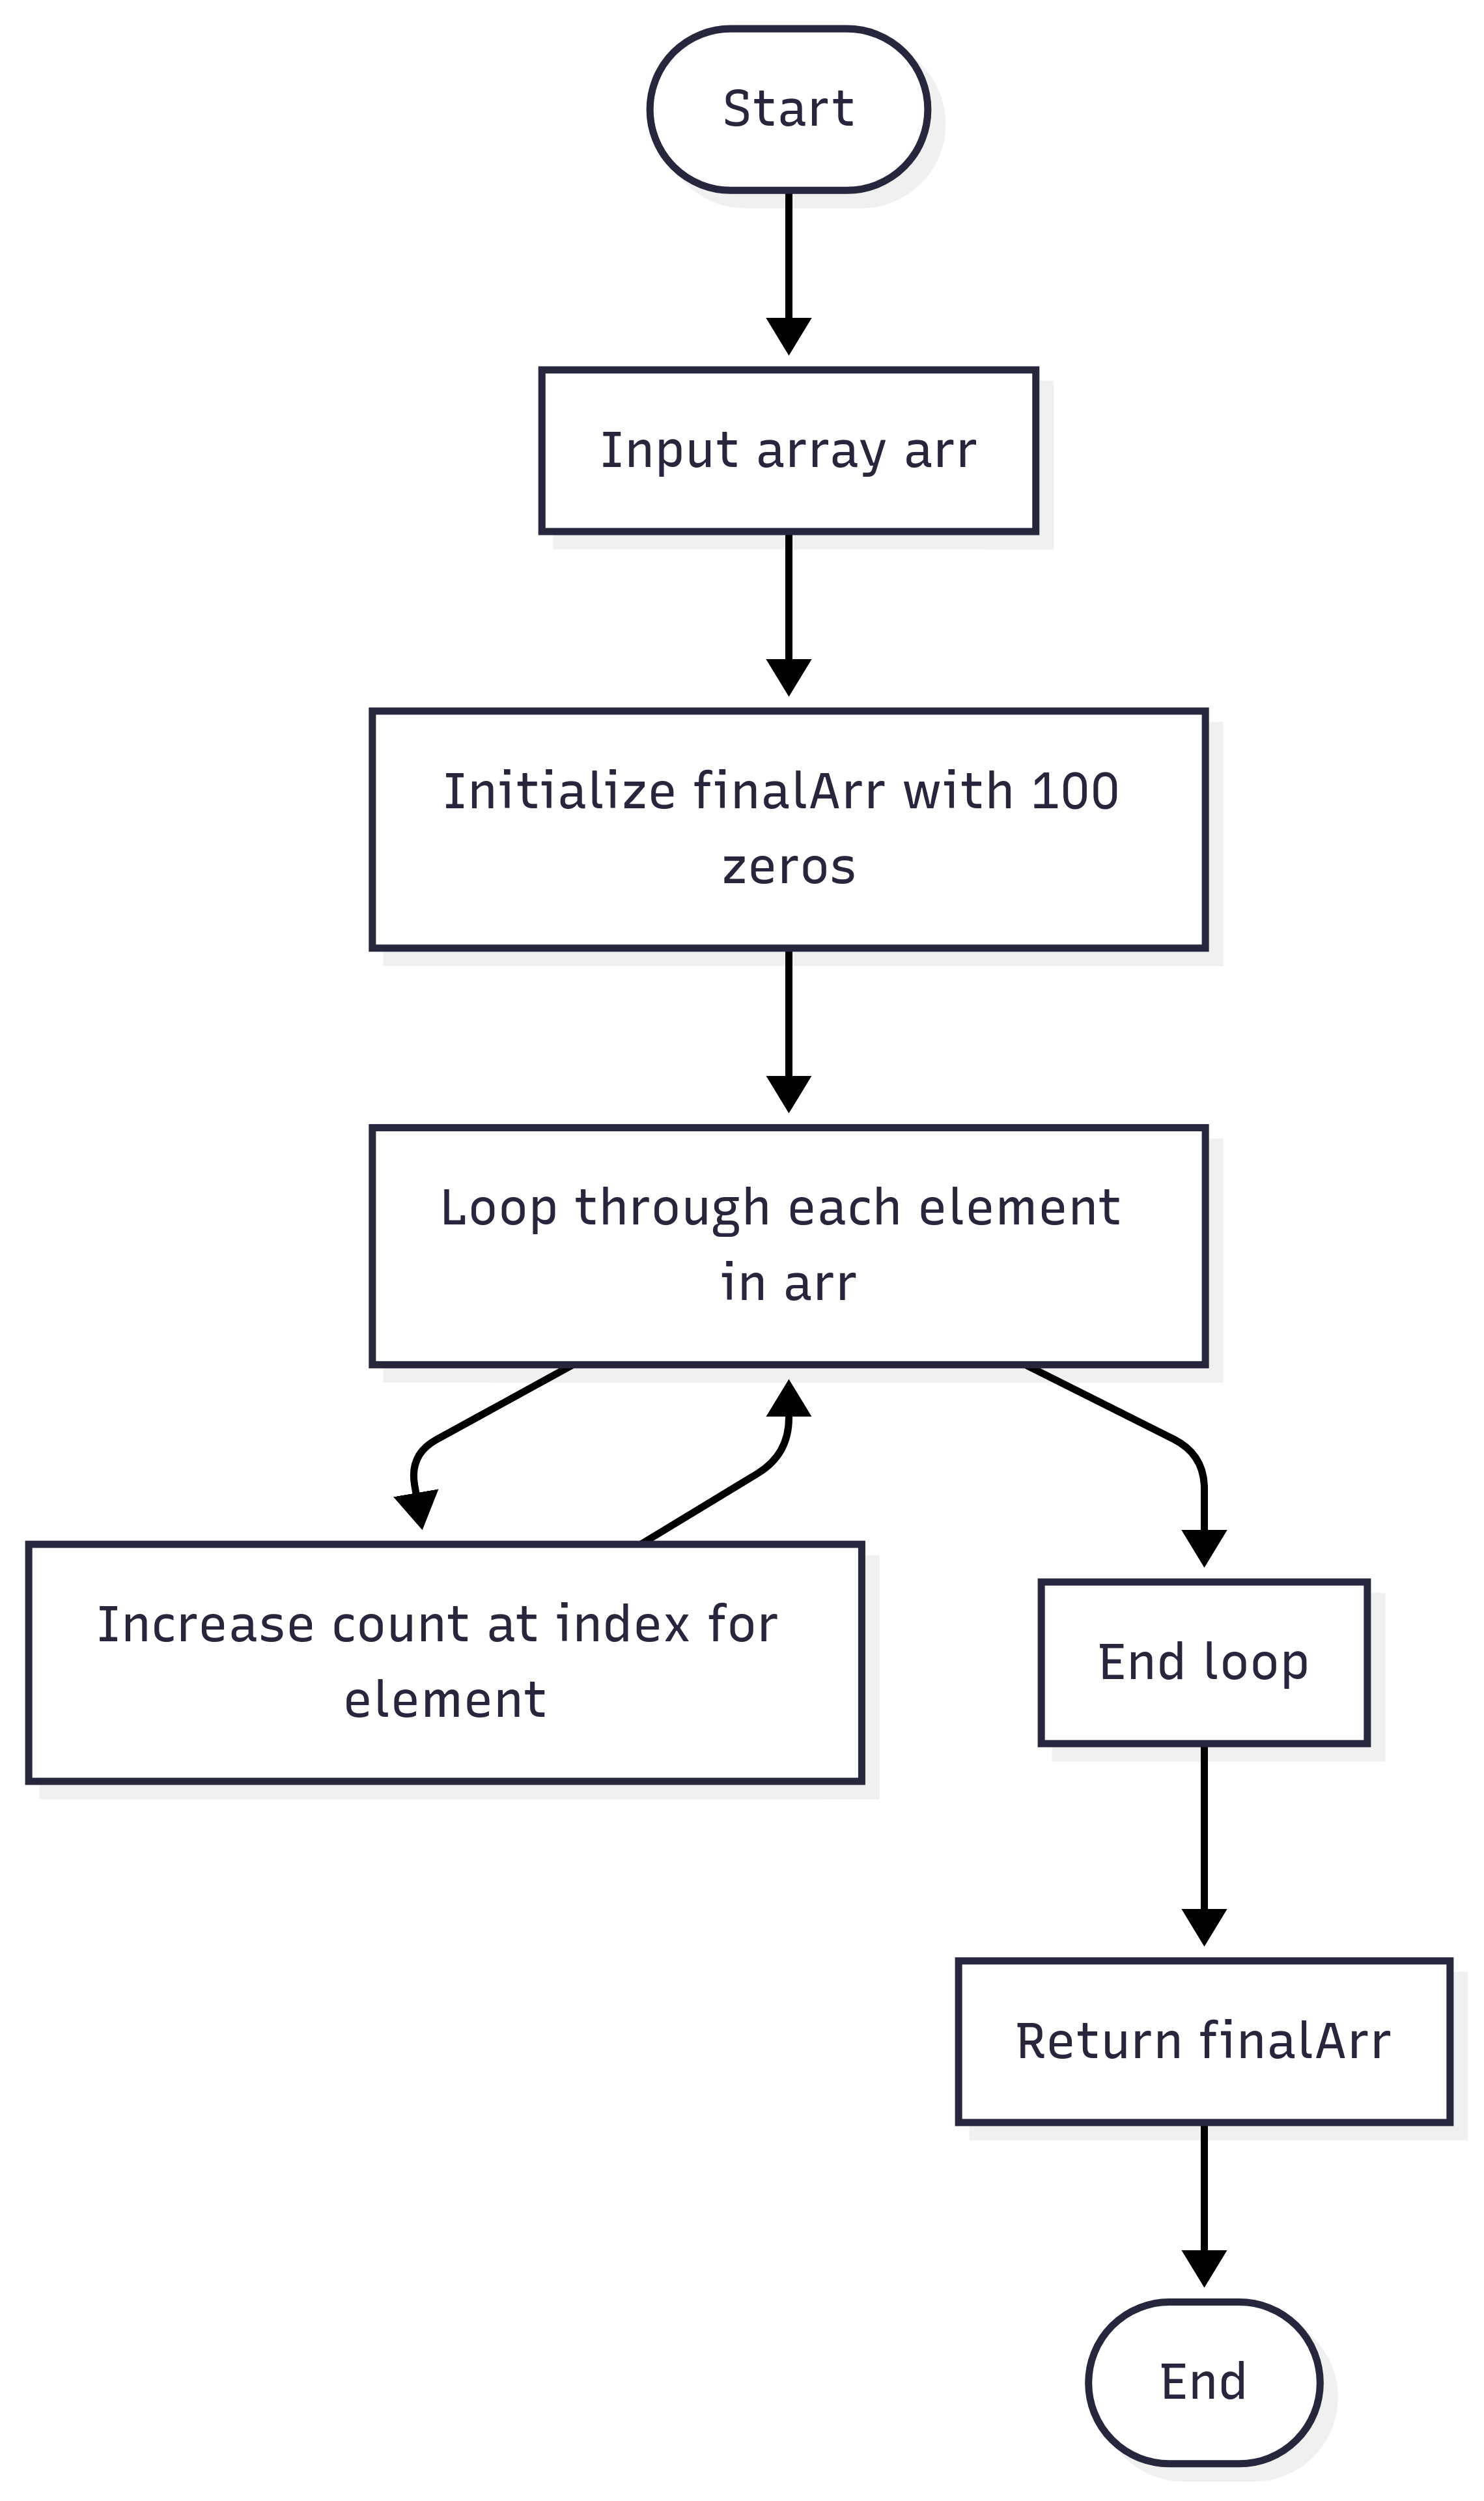 Start
Input array arr
Initialize finalArr with 100
zeros
Loop through each element
in arr
Increase count at index for
element
End loop
Return finalArr
End